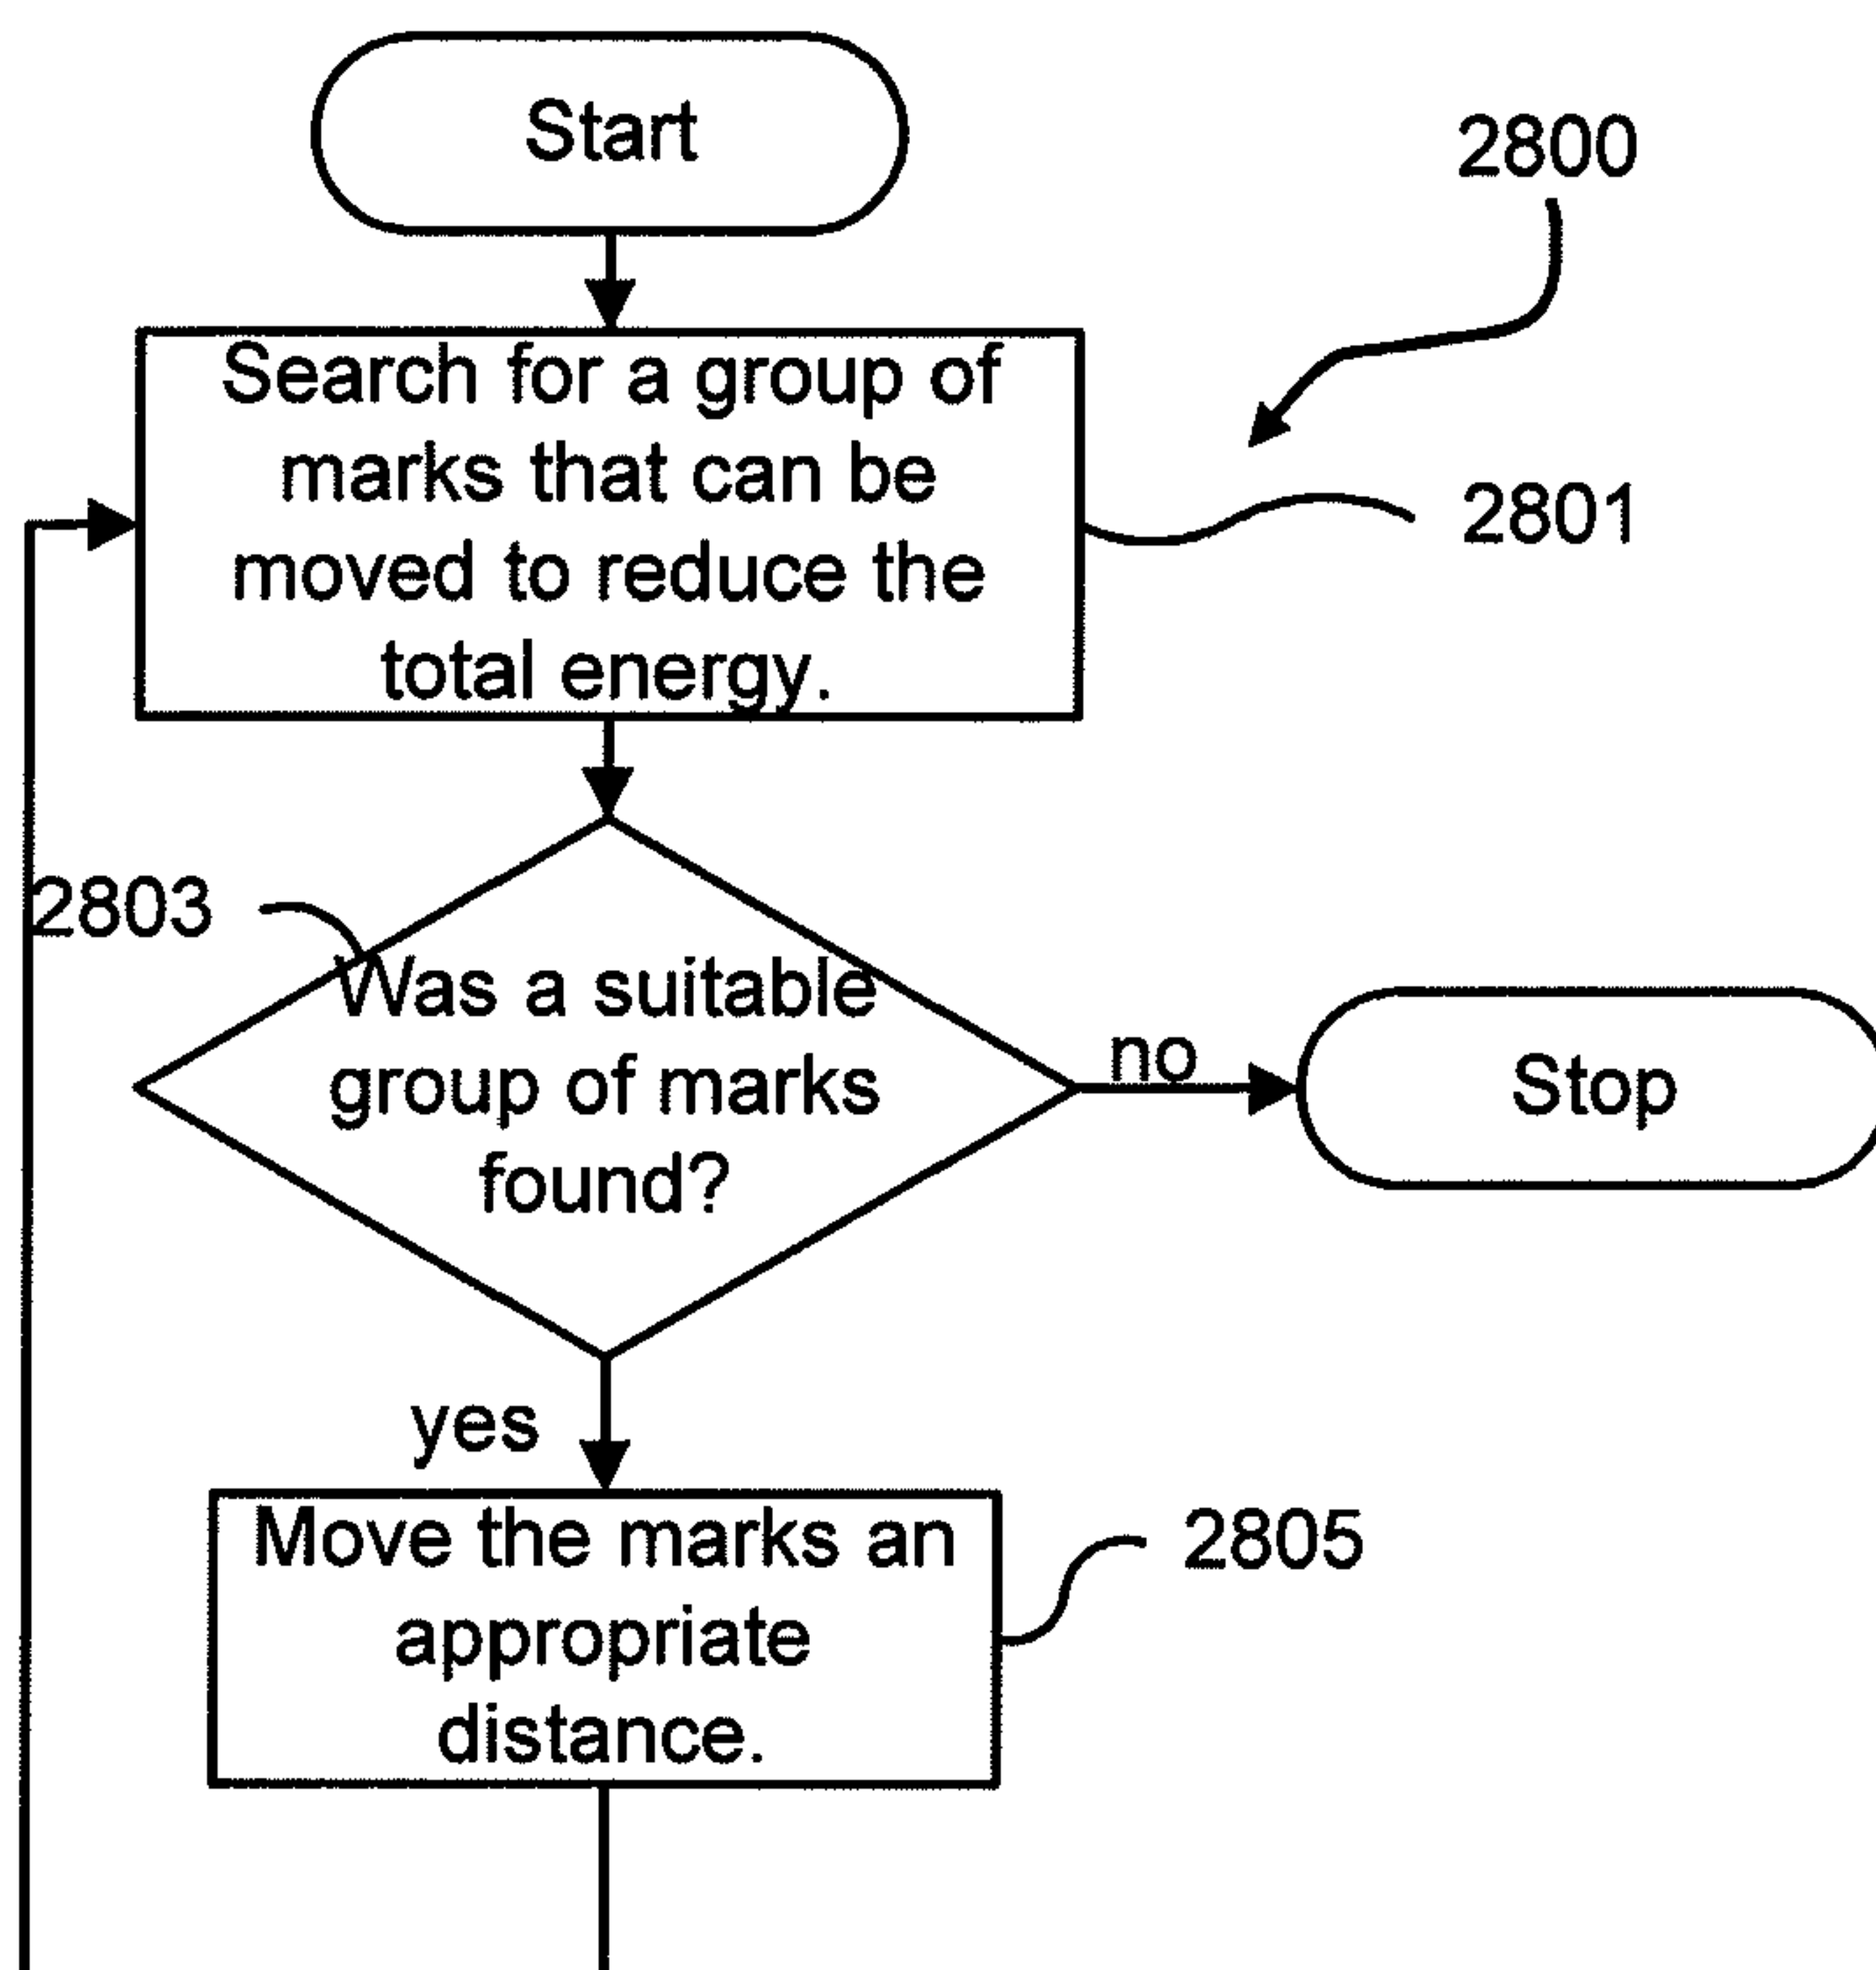 Start
2800
Search for a group of
marks that can be
moved to reduce the
total energy.
2801
2803
Was a suitable
group of marks
found?
no
Stop
yes
Move the marks an
appropriate
distance.
2805